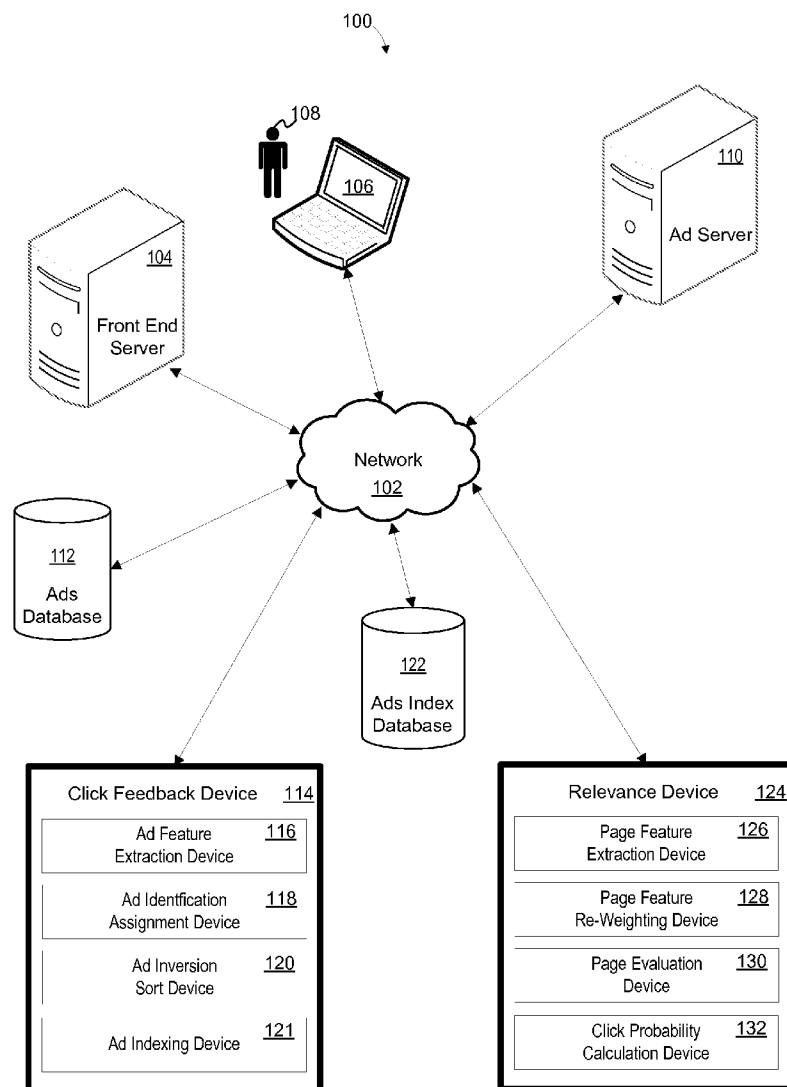 100
108
106
110
Ad Server
104
Front End
Server
Network
102
112
Ads
Database
122
Ads Index
Database
Click Feedback Device 114
Ad Feature
Extraction Device
116
Ad Identfication
Assignment Device
118
Ad Inversion
Sort Device
120
Ad Indexing Device 121
Relevance Device 124
Page Feature
Extraction Device
126
Page Feature
Re-Weighting Device
128
Page Evaluation
Device
130
Click Probability
Calculation Device
132